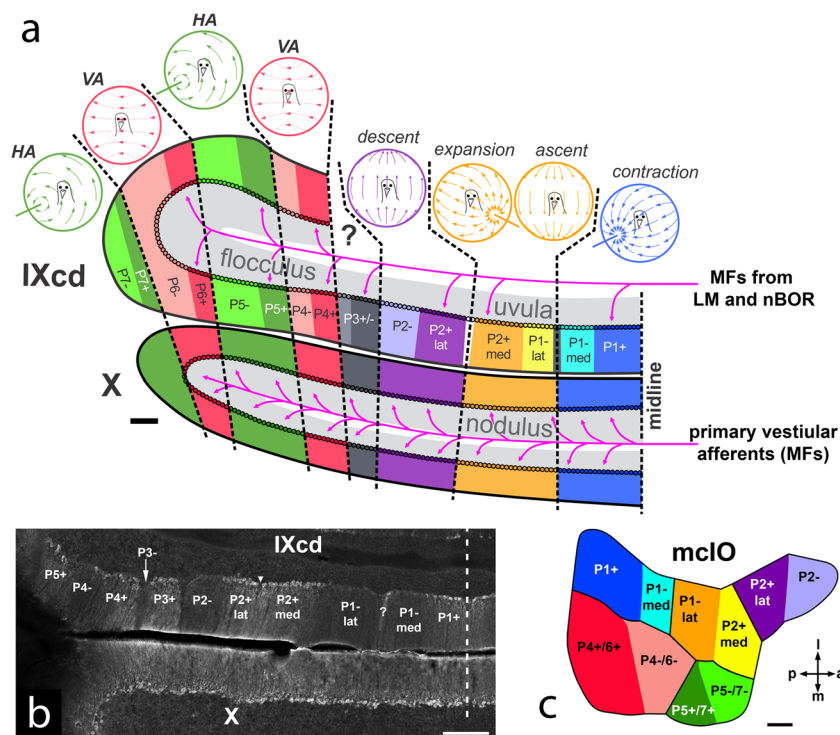 a
HA
VA
HA
VA
HA
descent
expansion
ascent
contraction
?
IXcd
flocculus
uvula
MFs from
LM and nBOR
P7-
P7+
P6-
P6+
P5-
P5+
P4-
P4+
P3+/-
P2-
P2+
lat
P2+
med
P1-
lat
P1-
med
P1+
X
nodulus
midline
primary vestiular
afferents (MFs)
b
IXcd
P5+
P4-
P4+
P3-
P3+
P2-
P2+
lat
P2+
med
P1-
lat
?
P1-
med
P1+
X
c
mcIO
P1+
P1-
med
P1-
lat
P2+
med
P2+
lat
P2-
P4+/6+
P4-/6-
P5-/7-
P5+/7+
l
p
a
m